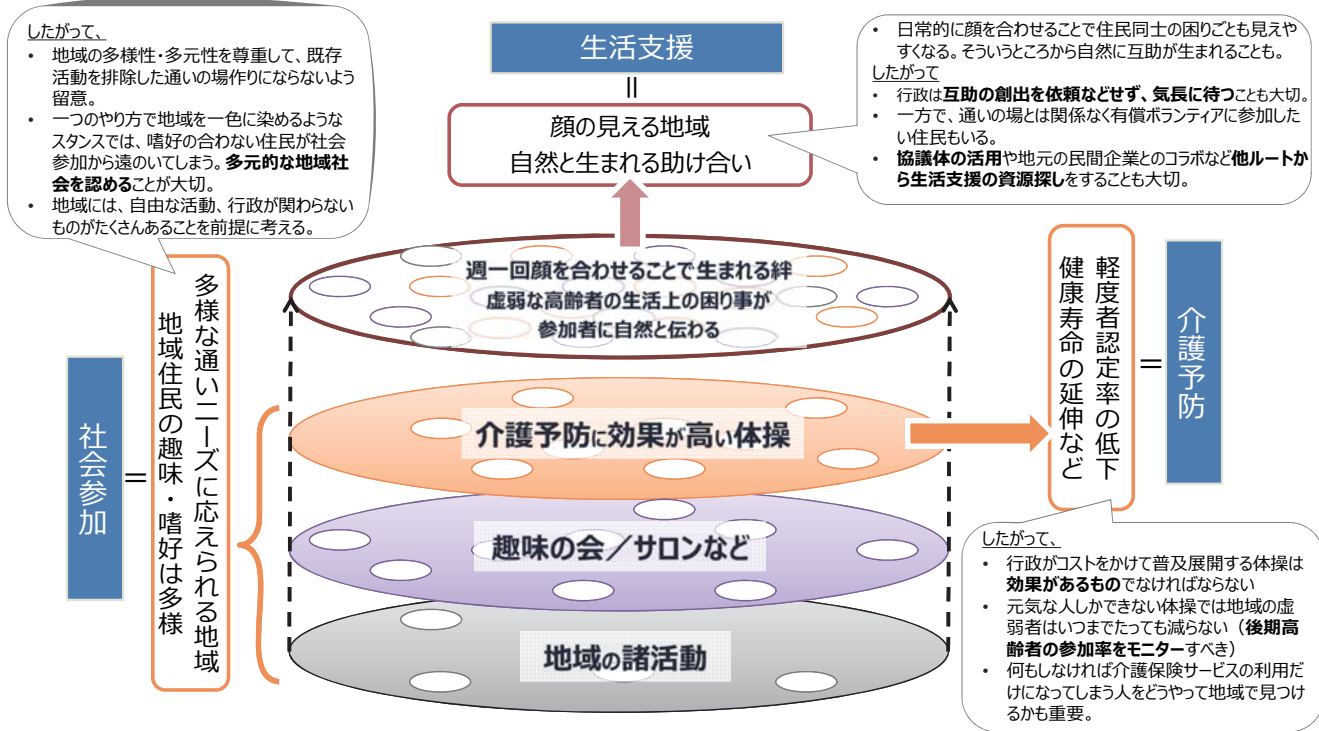 したがって、
• 地域の多様性・多元性を尊重して、既存
活動を排除した通いの場作りにならないよう
留意。
• 一つのやり方で地域を一色に染めるような
スタンスでは、嗜好の合わない住民が社会
参加から遠のいてしまう。多元的な地域社
会を認めることが大切。
• 地域には、自由な活動、行政が関わらない
ものがたくさんあることを前提に考える。
生活支援
=
顔の見える地域
自然と生まれる助け合い
• 日常的に顔を合わせることで住民同士の困りごとも見えや
すくなる。そういうところから自然に互助が生まれることも。
したがって
• 行政は互助の創出を依頼などせず、気長に待つことも大切。
• 一方で、通いの場とは関係なく有償ボランティアに参加した
い住民もいる。
• 協議体の活用や地元の民間企業とのコラボなど他ルートか
ら生活支援の資源探しをすることも大切。
週一回顔を合わせることで生まれる絆
虚弱な高齢者の生活上の困り事が
参加者に自然と伝わる
介護予防に効果が高い体操
趣味の会／サロンなど
地域の諸活動
社会参加
=
多様な通いニーズに応えられる地域
地域住民の趣味・嗜好は多様
軽度者認定率の低下
健康寿命の延伸など
=
介護予防
したがって、
• 行政がコストをかけて普及展開する体操は
効果があるものでなければならない
• 元気な人しかできない体操では地域の虚
弱者はいつまでたっても減らない（後期高
齢者の参加率をモニターすべき）
• 何もしなければ介護保険サービスの利用だ
けになってしまう人をどうやって地域で見つけ
るかも重要。